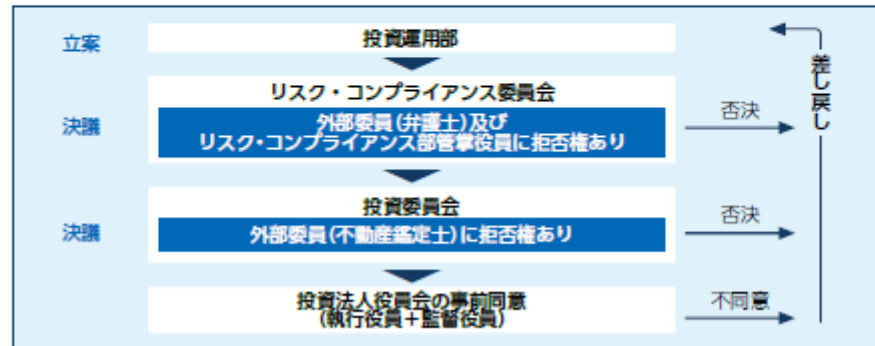 立案
投資運用部
リスク・コンプライアンス委員会
決議
外部委員(弁護士)及び
リスク・コンプライアンス部管掌役員に拒否権あり
否決
投資委員会
決議
外部委員(不動産鑑定士)に拒否権あり
否決
投資法人役員会の事前同意
(執行役員+監督役員)
不同意
差し戻し